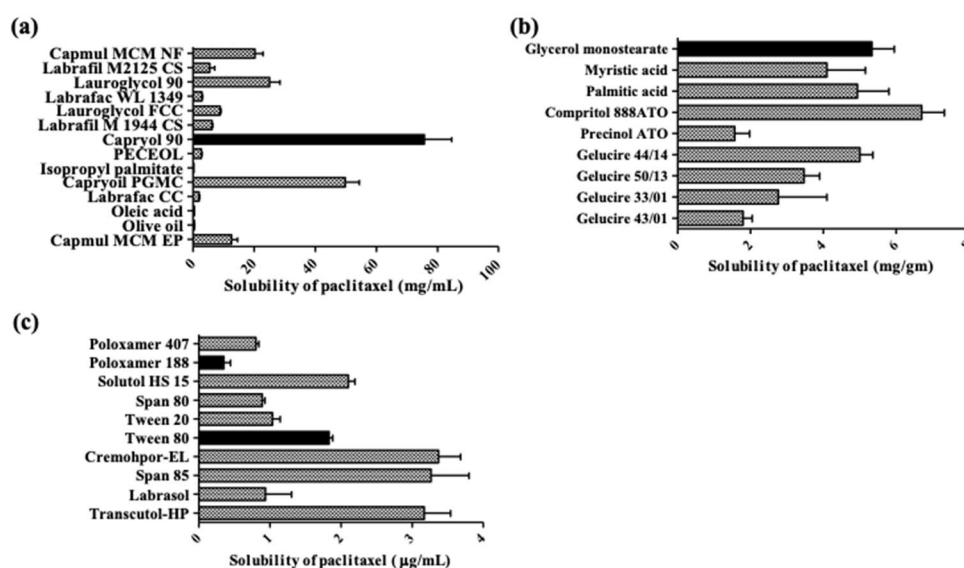 (a)
Capmul MCM NF
Labrafil M2125 CS
Lauroglycol 90
Labrafac WL 1349
Lauroglycol FCC
Labrafil M 1944 CS
Capryol 90
PECEOL
Isopropyl palmitate
Capryoil PGMC
Labrafac CC
Oleic acid
Olive oil
Capmul MCM EP
0 20 40 60 80 100
Solubility of paclitaxel (mg/mL)
(b)
Glycerol monostearate
Myristic acid
Palmitic acid
Compritol 888ATO
Precinol ATO
Gelucire 44/14
Gelucire 50/13
Gelucire 33/01
Gelucire 43/01
0 2 4 6
Solubility of paclitaxel (mg/gm)
(c)
Poloxamer 407
Poloxamer 188
Solutol HS 15
Span 80
Tween 20
Tween 80
Cremohpor-EL
Span 85
Labrasol
Transcutol-HP
0 1 2 3 4
Solubility of paclitaxel (µg/mL)